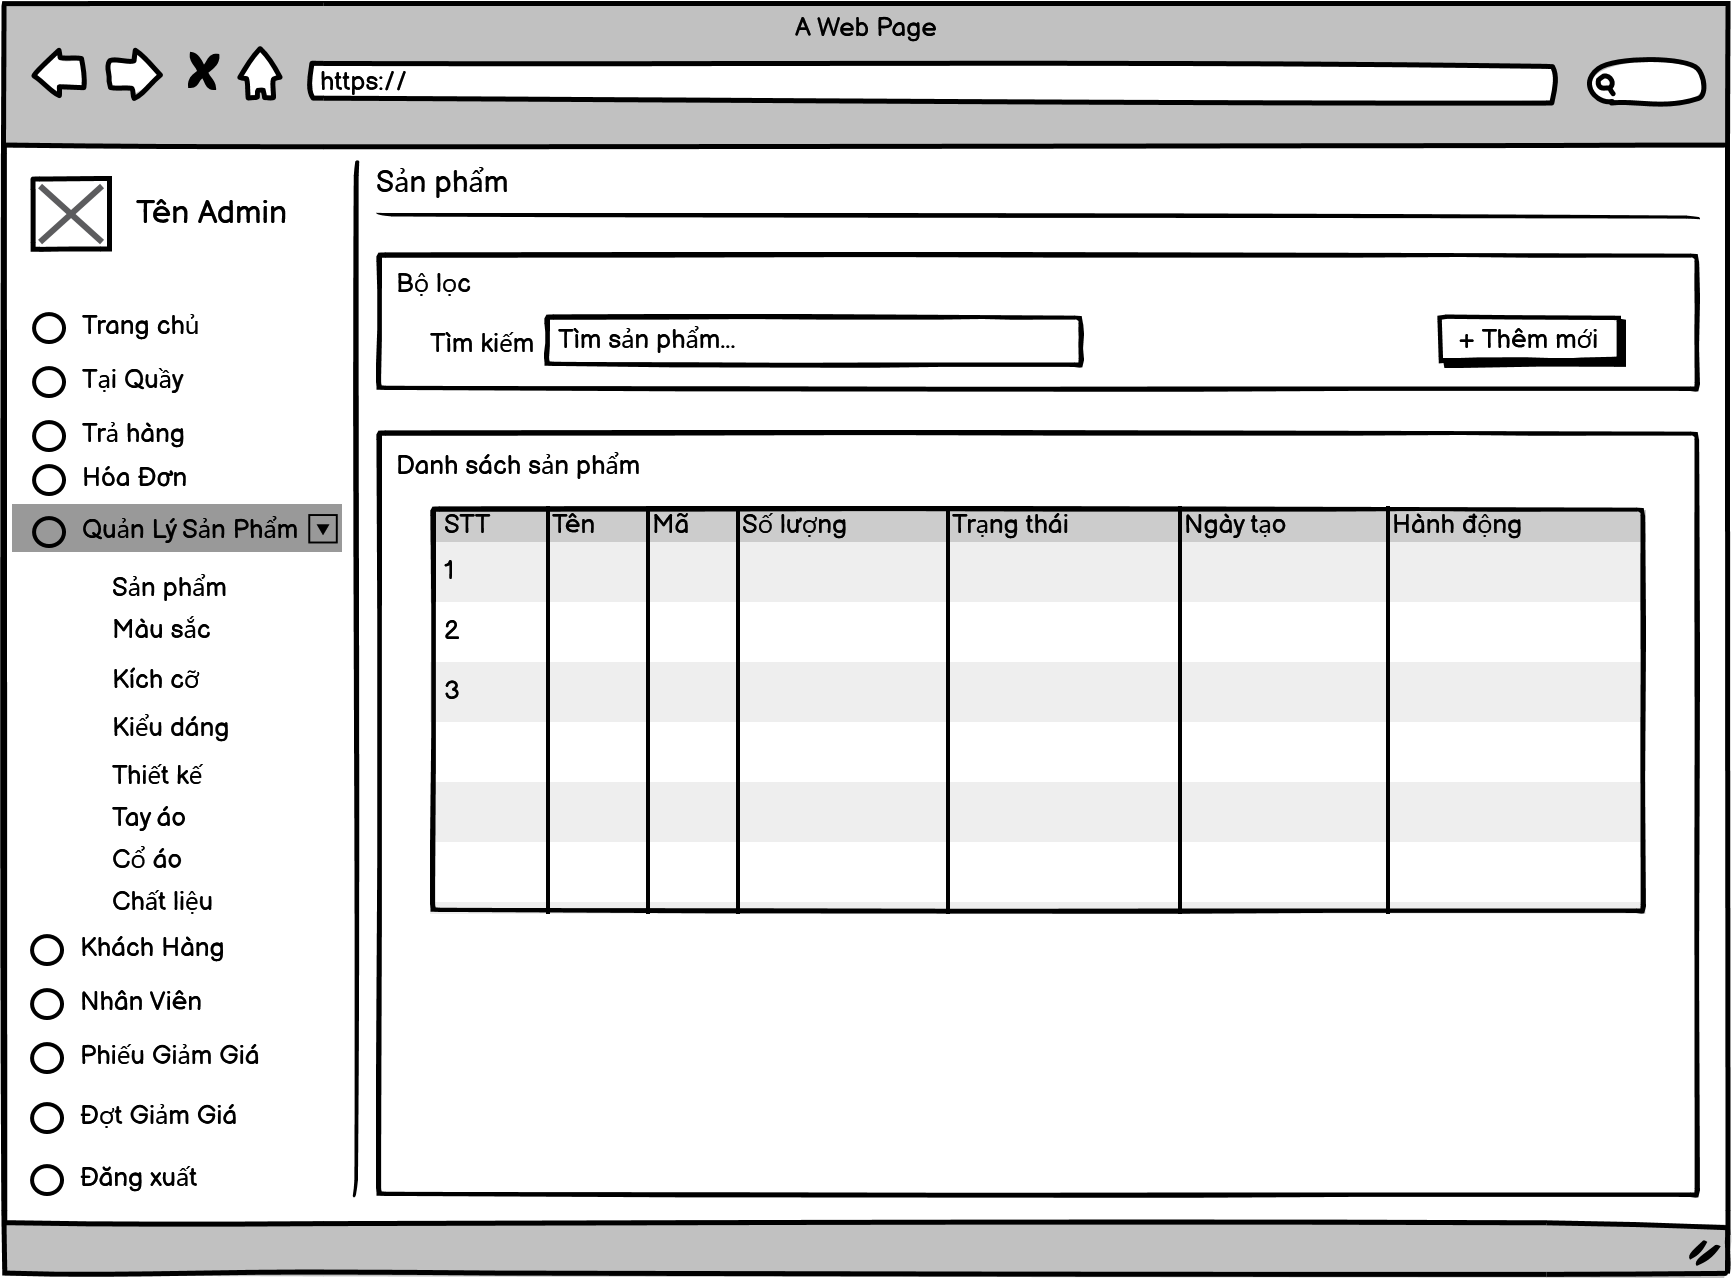 A Web Page
https://
Tên Admin
Trang chủ
Tại Quầy
Trả hàng
Hóa Đơn
Quản Lý Sản Phẩm
Sản phẩm
Màu sắc
Kích cỡ
Kiểu dáng
Thiết kế
Tay áo
Cổ áo
Chất liệu
Khách Hàng
Nhân Viên
Phiếu Giảm Giá
Đợt Giảm Giá
Đăng xuất
Sản phẩm
Bộ lọc
Tìm kiếm Tìm sản phẩm... + Thêm mới
Danh sách sản phẩm
STT Tên Mã Số lượng Trạng thái Ngày tạo Hành động
1
2
3